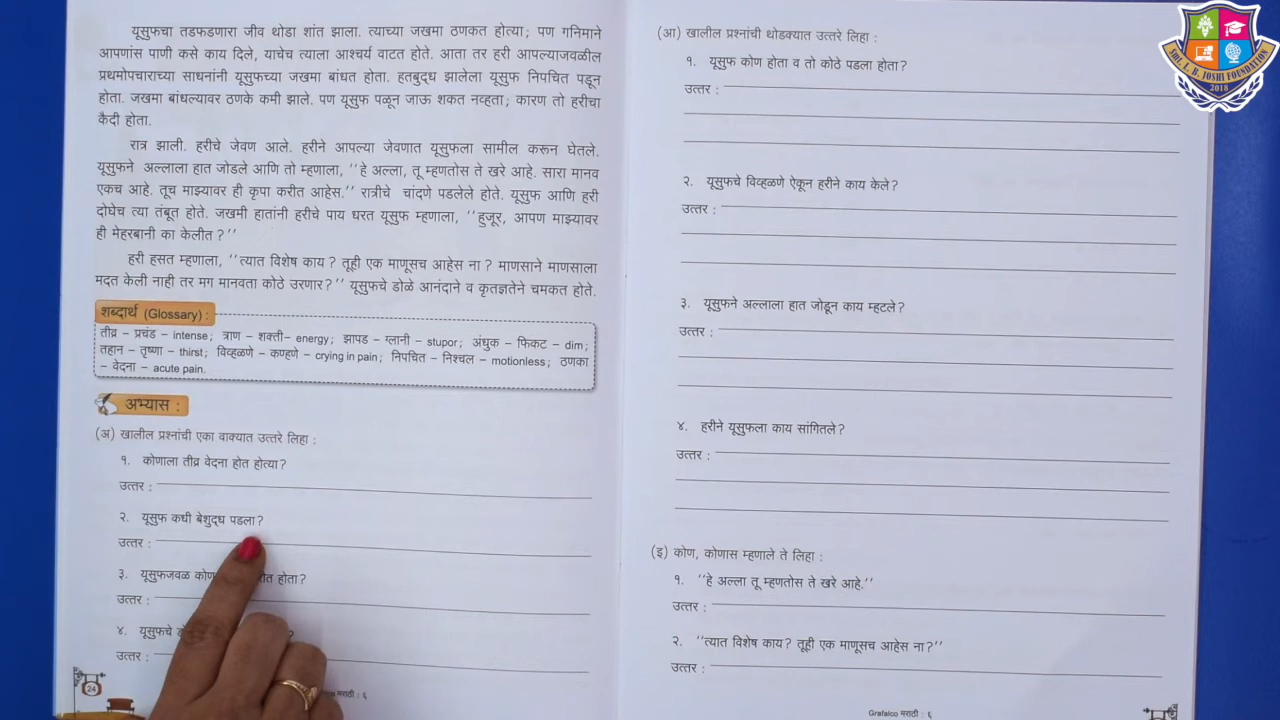 यूसुफचा तडफडणारा जीव थोडा शांत झाला. त्याच्या जखमा ठणकत होत्या; पण गनिमाने
आपणांस पाणी कसे काय दिले, याचेच त्याला आश्चर्य वाटत होते. आता तर हरी आपल्याजवळील
प्रथमोपचाराच्या साधनांनी यूसुफच्या जखमा बांधत होता. हतबुद्ध झालेला यूसुफ निपचित पडून
होता. जखमा बांधल्यावर ठणके कमी झाले. पण यूसुफ पळून जाऊ शकत नव्हता; कारण तो हरीचा
कैदी होता.
रात्र झाली. हरीचे जेवण आले. हरीने आपल्या जेवणात यूसुफला सामील करून घेतले.
यूसुफने अल्लाला हात जोडले आणि तो म्हणाला, ''हे अल्ला, तू म्हणतोस ते खरे आहे. सारा मानव
एकच आहे. तूच माझ्यावर ही कृपा करीत आहेस.'' रात्रीचे चांदणे पडलेले होते. यूसुफ आणि हरी
दोघेच त्या तंबूत होते. जखमी हातांनी हरीचे पाय धरत यूसुफ म्हणाला, ''हुजूर, आपण माझ्यावर
ही मेहरबानी का केलीत ?''
हरी हसत म्हणाला, ''त्यात विशेष काय? तूही एक माणूसच आहेस ना? माणसाने माणसाला
मदत केली नाही तर मग मानवता कोठे उरणार?'' यूसुफचे डोळे आनंदाने व कृतज्ञतेने चमकत होते.
शब्दार्थ (Glossary) :
तीव्र – प्रचंड – intense; त्राण – शक्ती– energy; झापड – ग्लानी – stupor; अंधुक – फिकट – dim;
तहान – तृष्णा – thirst; विव्हळणे – कण्हणे – crying in pain; निपचित – निश्चल – motionless; ठणका
– वेदना – acute pain.
अभ्यास :
(अ) खालील प्रश्नांची एका वाक्यात उत्तरे लिहा :
१. कोणाला तीव्र वेदना होत होत्या?
उत्तर :
२. यूसुफ कधी बेशुद्ध पडला?
उत्तर :
३. यूसुफजवळ होता?
उत्तर :
४. यूसुफचे
उत्तर :
24
मराठी : ६
(आ) खालील प्रश्नांची थोडक्यात उत्तरे लिहा :
१. यूसुफ कोण होता व तो कोठे पडला होता?
उत्तर :
२. यूसुफचे विव्हळणे ऐकून हरीने काय केले?
उत्तर :
३. यूसुफने अल्लाला हात जोडून काय म्हटले?
उत्तर :
४. हरीने यूसुफला काय सांगितले?
उत्तर :
(इ) कोण, कोणास म्हणाले ते लिहा :
१. ''हे अल्ला तू म्हणतोस ते खरे आहे.''
उत्तर :
२. ''त्यात विशेष काय? तूही एक माणूसच आहेस ना?''
उत्तर :
Grafalco मराठी : ६
SMT. L. B. JOSHI FOUNDATION
2018